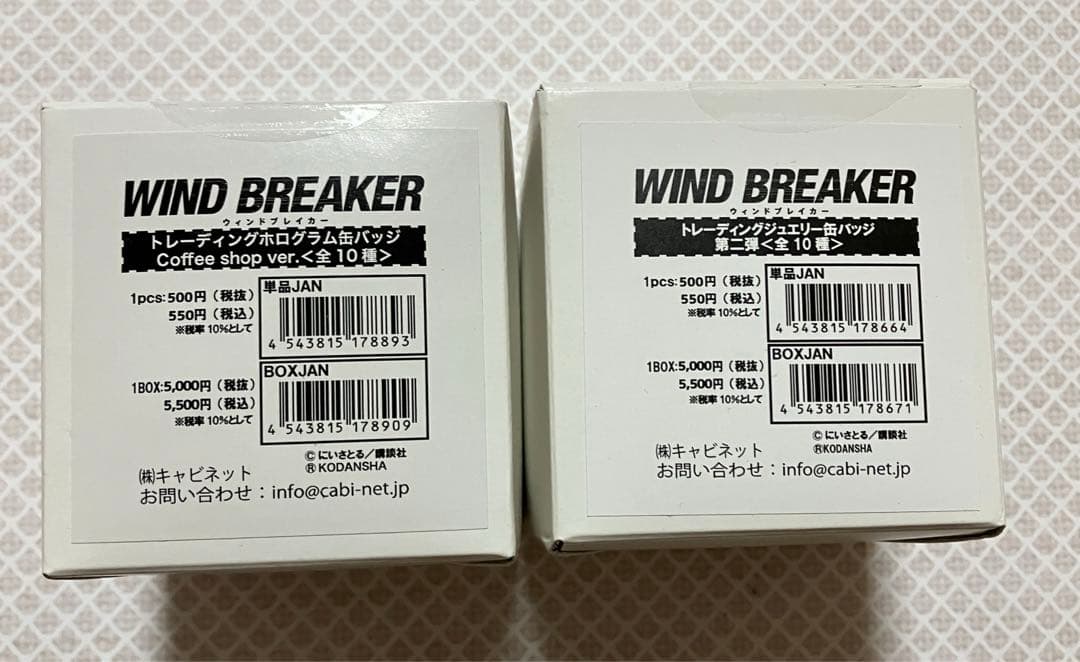 WIND BREAKER
ウィンドブレイカー
トレーディングホログラム缶バッジ
Coffee shop ver.<全10種>
1pcs:500円(税抜)
550円(税込)
※税率10%として
単品JAN
4 543815 178893
1BOX:5,000円(税抜)
5,500円(税込)
※税率10%として
BOXJAN
4 543815 178909
©にいさとる/講談社
®KODANSHA
㈱キャビネット
お問い合わせ:info@cabi-net.jp
WIND BREAKER
ウィンドブレイカー
トレーディングジュエリー缶バッジ
第二弾<全10種>
1pcs:500円(税抜)
550円(税込)
※税率10%として
単品JAN
4 543815 178664
1BOX:5,000円(税抜)
5,500円(税込)
※税率10%として
BOXJAN
4 543815 178671
©にいさとる/講談社
®KODANSHA
㈱キャビネット
お問い合わせ:info@cabi-net.jp